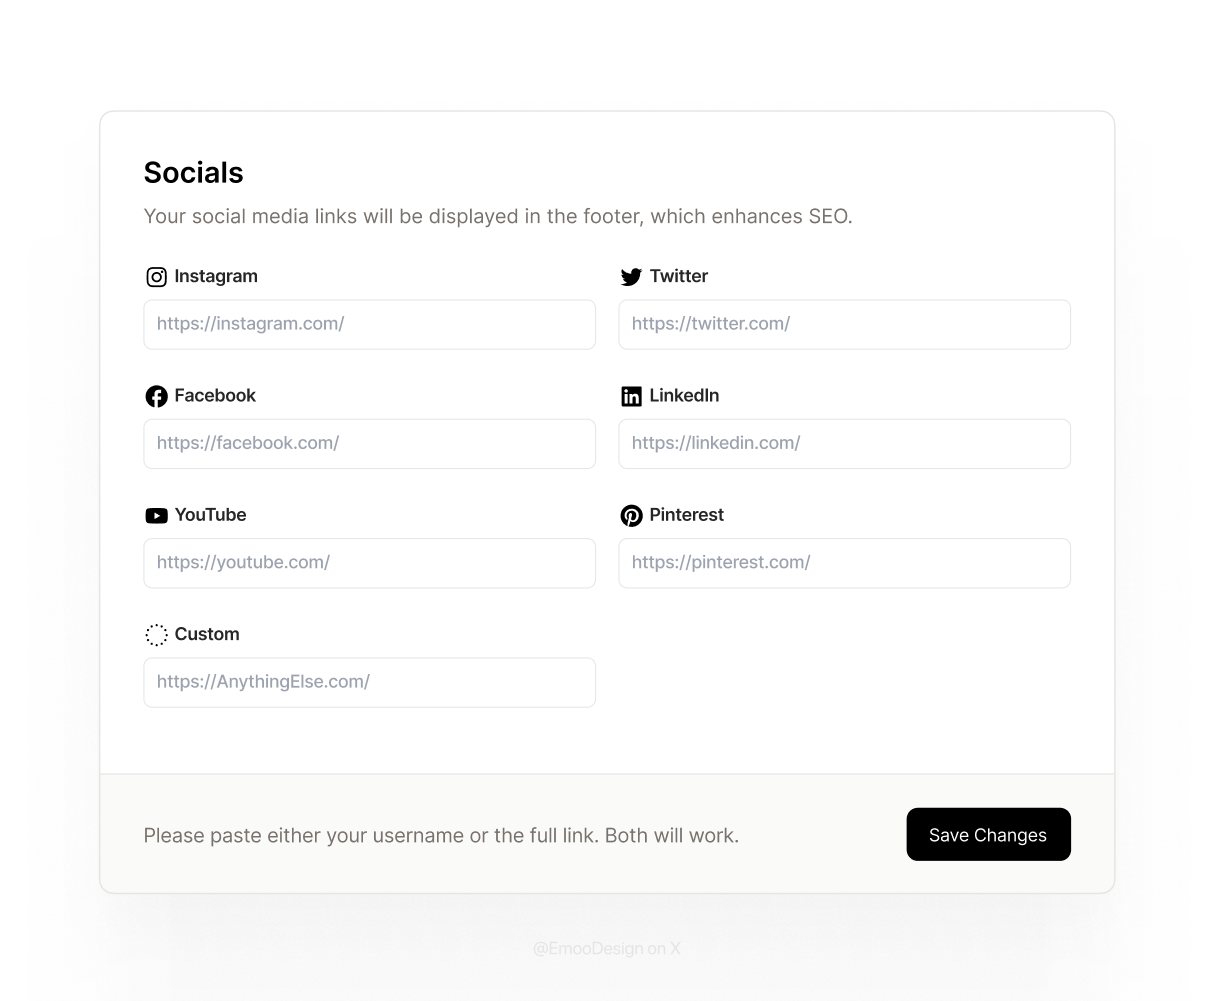 Socials
Your social media links will be displayed in the footer, which enhances SEO.
Instagram
https://instagram.com/
Twitter
https://twitter.com/
Facebook
https://facebook.com/
LinkedIn
https://linkedin.com/
YouTube
https://youtube.com/
Pinterest
https://pinterest.com/
Custom
https://AnythingElse.com/
Please paste either your username or the full link. Both will work.
Save Changes
@EmooDesign on X